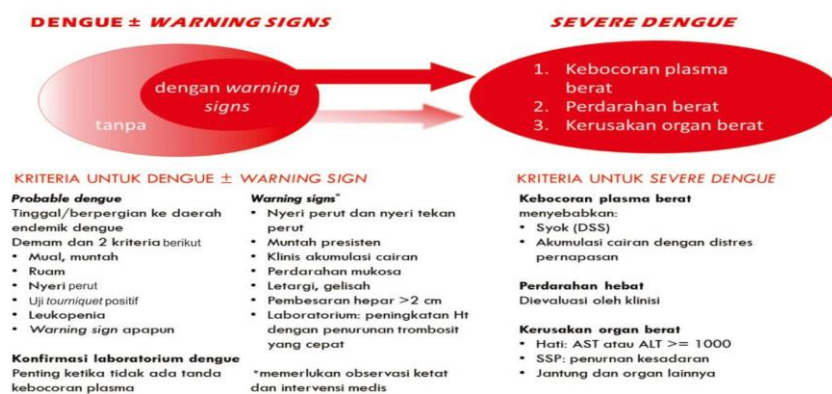 DENGUE ± WARNING SIGNS
dengan warning
signs
tanpa
SEVERE DENGUE
1. Kebocoran plasma
berat
2. Perdarahan berat
3. Kerusakan organ berat
KRITERIA UNTUK DENGUE ± WARNING SIGN
Probable dengue
Tinggal/berpergian ke daerah
endemik dengue
Demam dan 2 kriteria berikut
• Mual, muntah
• Ruam
• Nyeri perut
• Uji tourniquet positif
• Leukopenia
• Warning sign apapun
Konfirmasi laboratorium dengue
Penting ketika tidak ada tanda
kebocoran plasma
Warning signs*
• Nyeri perut dan nyeri tekan
perut
• Muntah presisten
• Klinis akumulasi cairan
• Perdarahan mukosa
• Letargi, gelisah
• Pembesaran hepar >2 cm
• Laboratorium: peningkatan Ht
dengan penurunan trombosit
yang cepat
*memerlukan observasi ketat
dan intervensi medis
KRITERIA UNTUK SEVERE DENGUE
Kebocoran plasma berat
menyebabkan:
• Syok (DSS)
• Akumulasi cairan dengan distres
pernapasan
Perdarahan hebat
Dievaluasi oleh klinisi
Kerusakan organ berat
• Hati: AST atau ALT >= 1000
• SSP: penurnan kesadaran
• Jantung dan organ lainnya